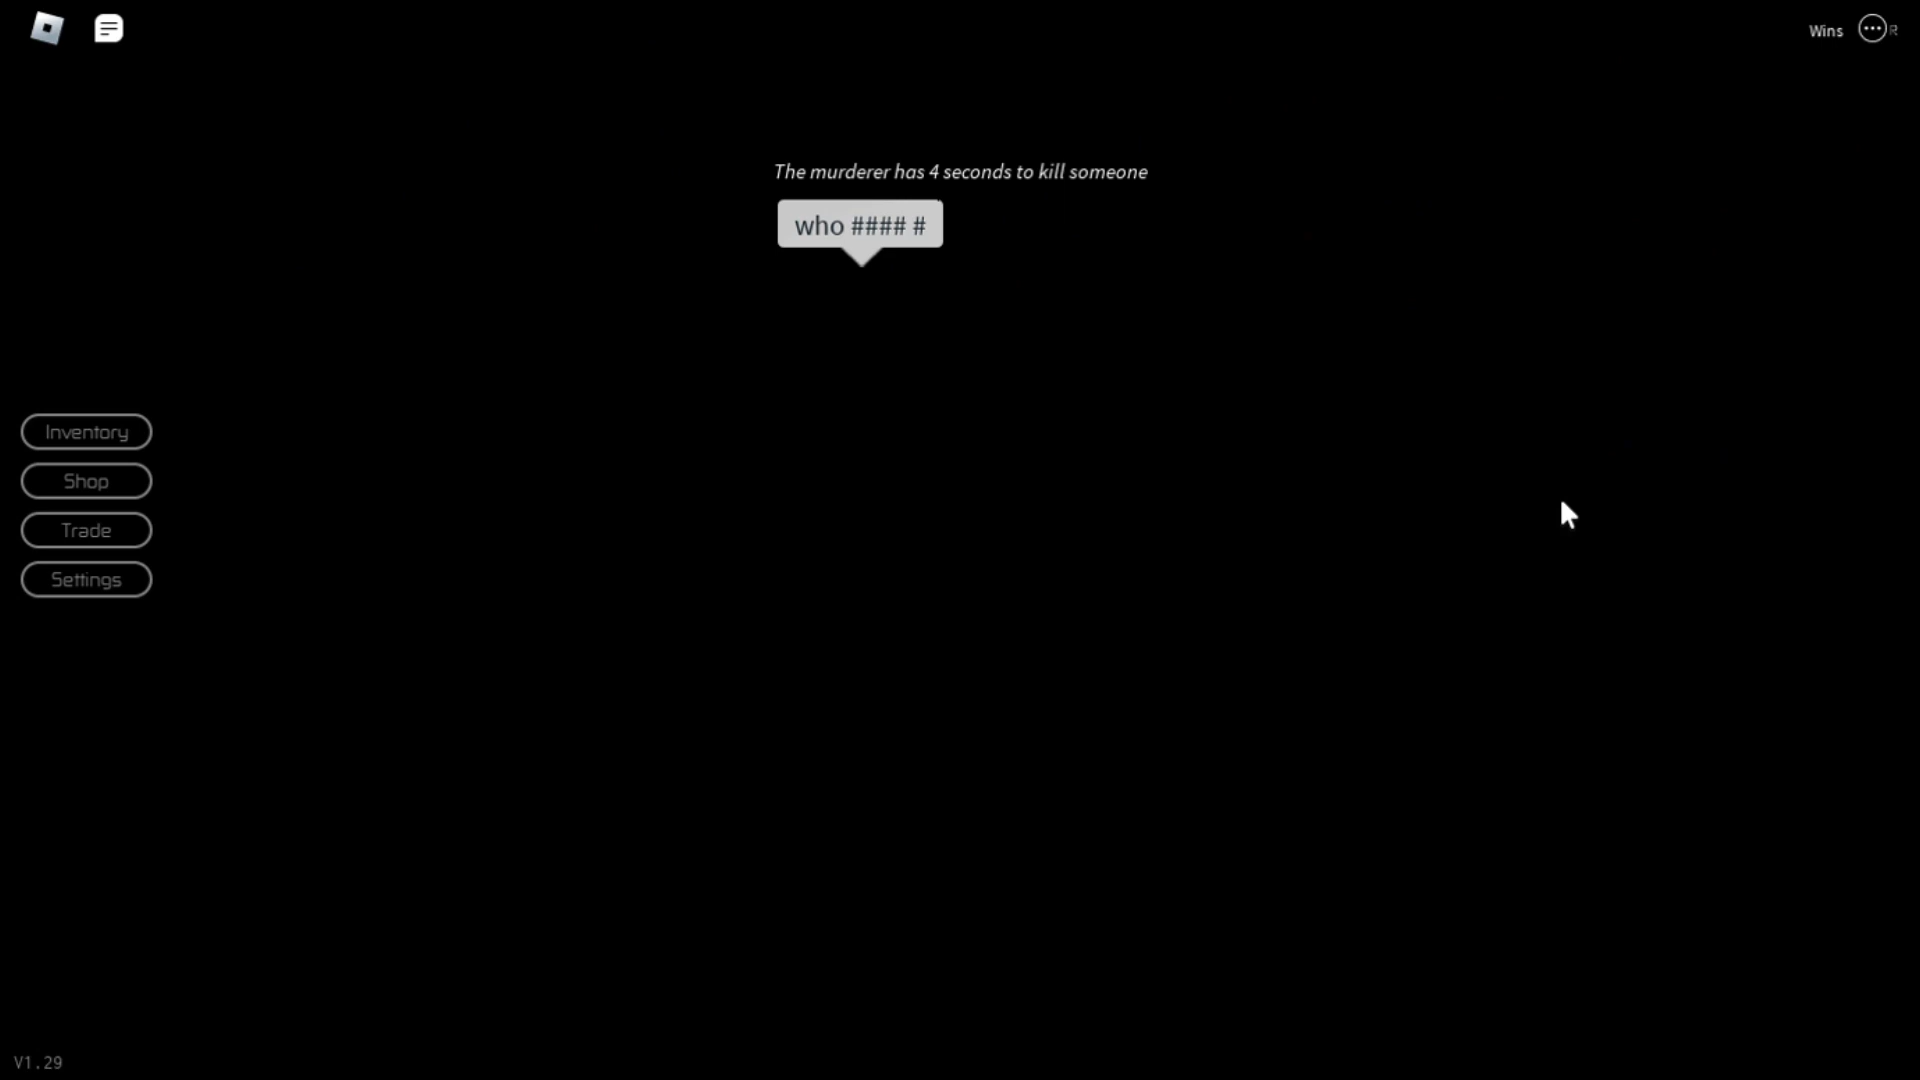 Wins
R
The murderer has 4 seconds to kill someone
who #### #
Inventory
Shop
Trade
Settings
V1.29